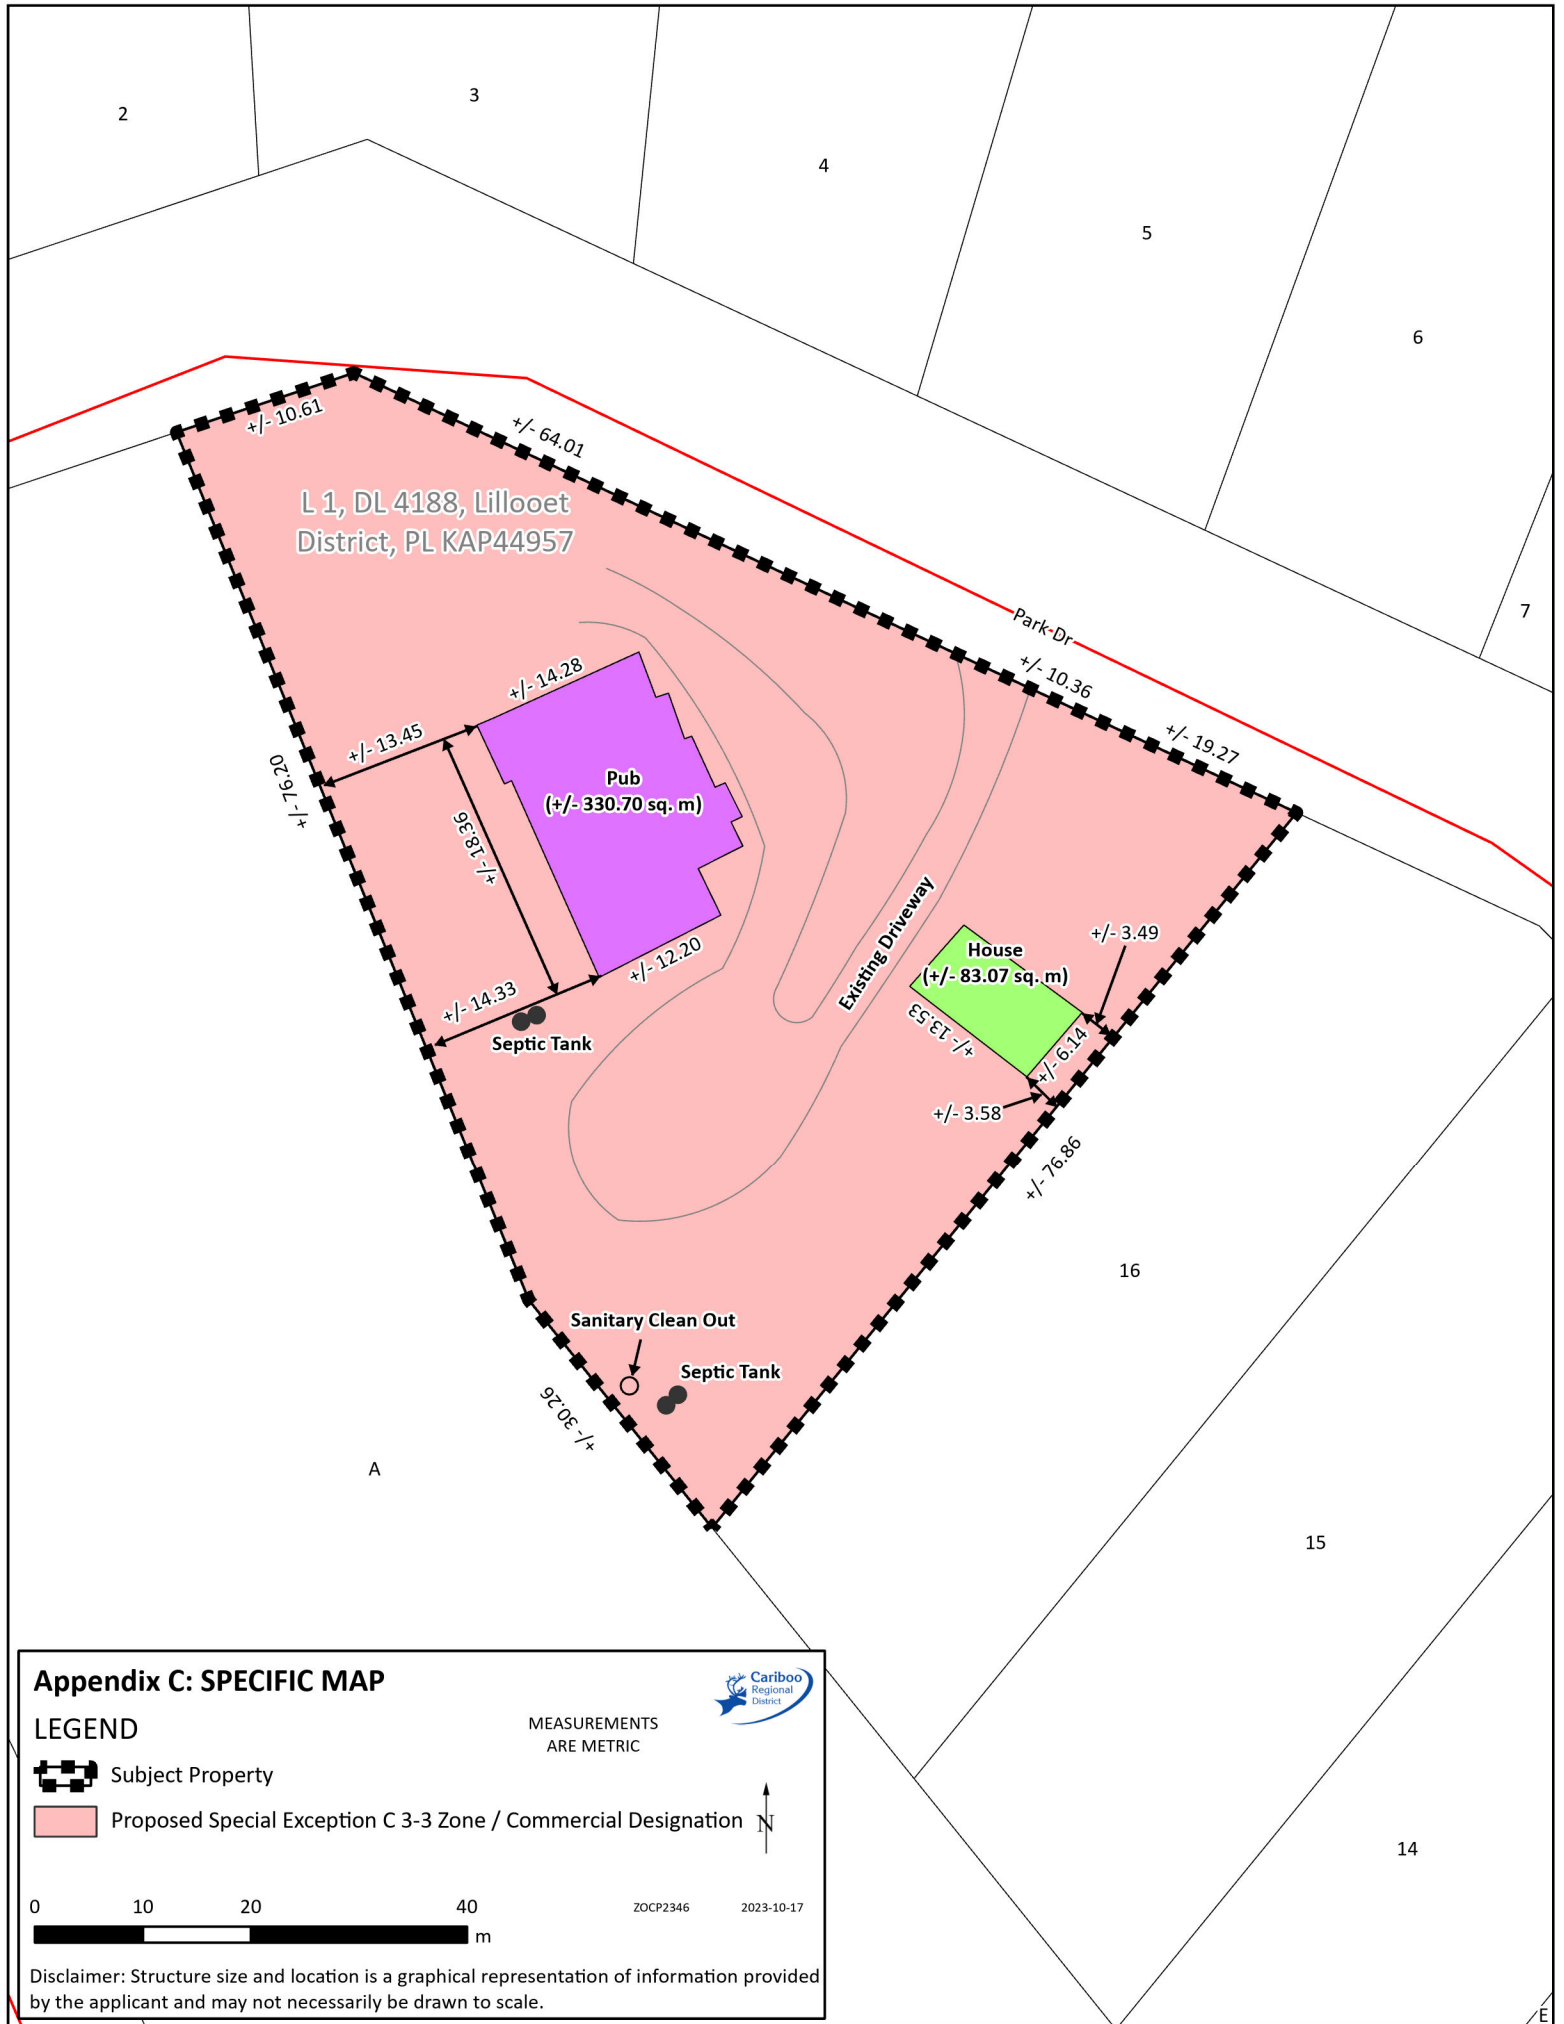 2
3
4
5
6
7
+/- 10.61
+/- 64.01
L 1, DL 4188, Lillooet
District, PL KAP44957
Park Dr
+/- 10.36
+/- 19.27
+/- 14.28
+/- 13.45
+/- 76.20
Pub
(+/- 330.70 sq. m)
+/- 18.36
+/- 12.20
+/- 14.33
Septic Tank
Existing Driveway
House
(+/- 83.07 sq. m)
+/- 3.49
+/- 13.53
+/- 6.14
+/- 3.58
+/- 76.86
16
Sanitary Clean Out
Septic Tank
+/- 30.26
A
15
14
E
Appendix C: SPECIFIC MAP
Cariboo
Regional
District
LEGEND
MEASUREMENTS
ARE METRIC
Subject Property
Proposed Special Exception C 3-3 Zone / Commercial Designation
N
0 10 20 40
m
ZOCP2346 2023-10-17
Disclaimer: Structure size and location is a graphical representation of information provided
by the applicant and may not necessarily be drawn to scale.